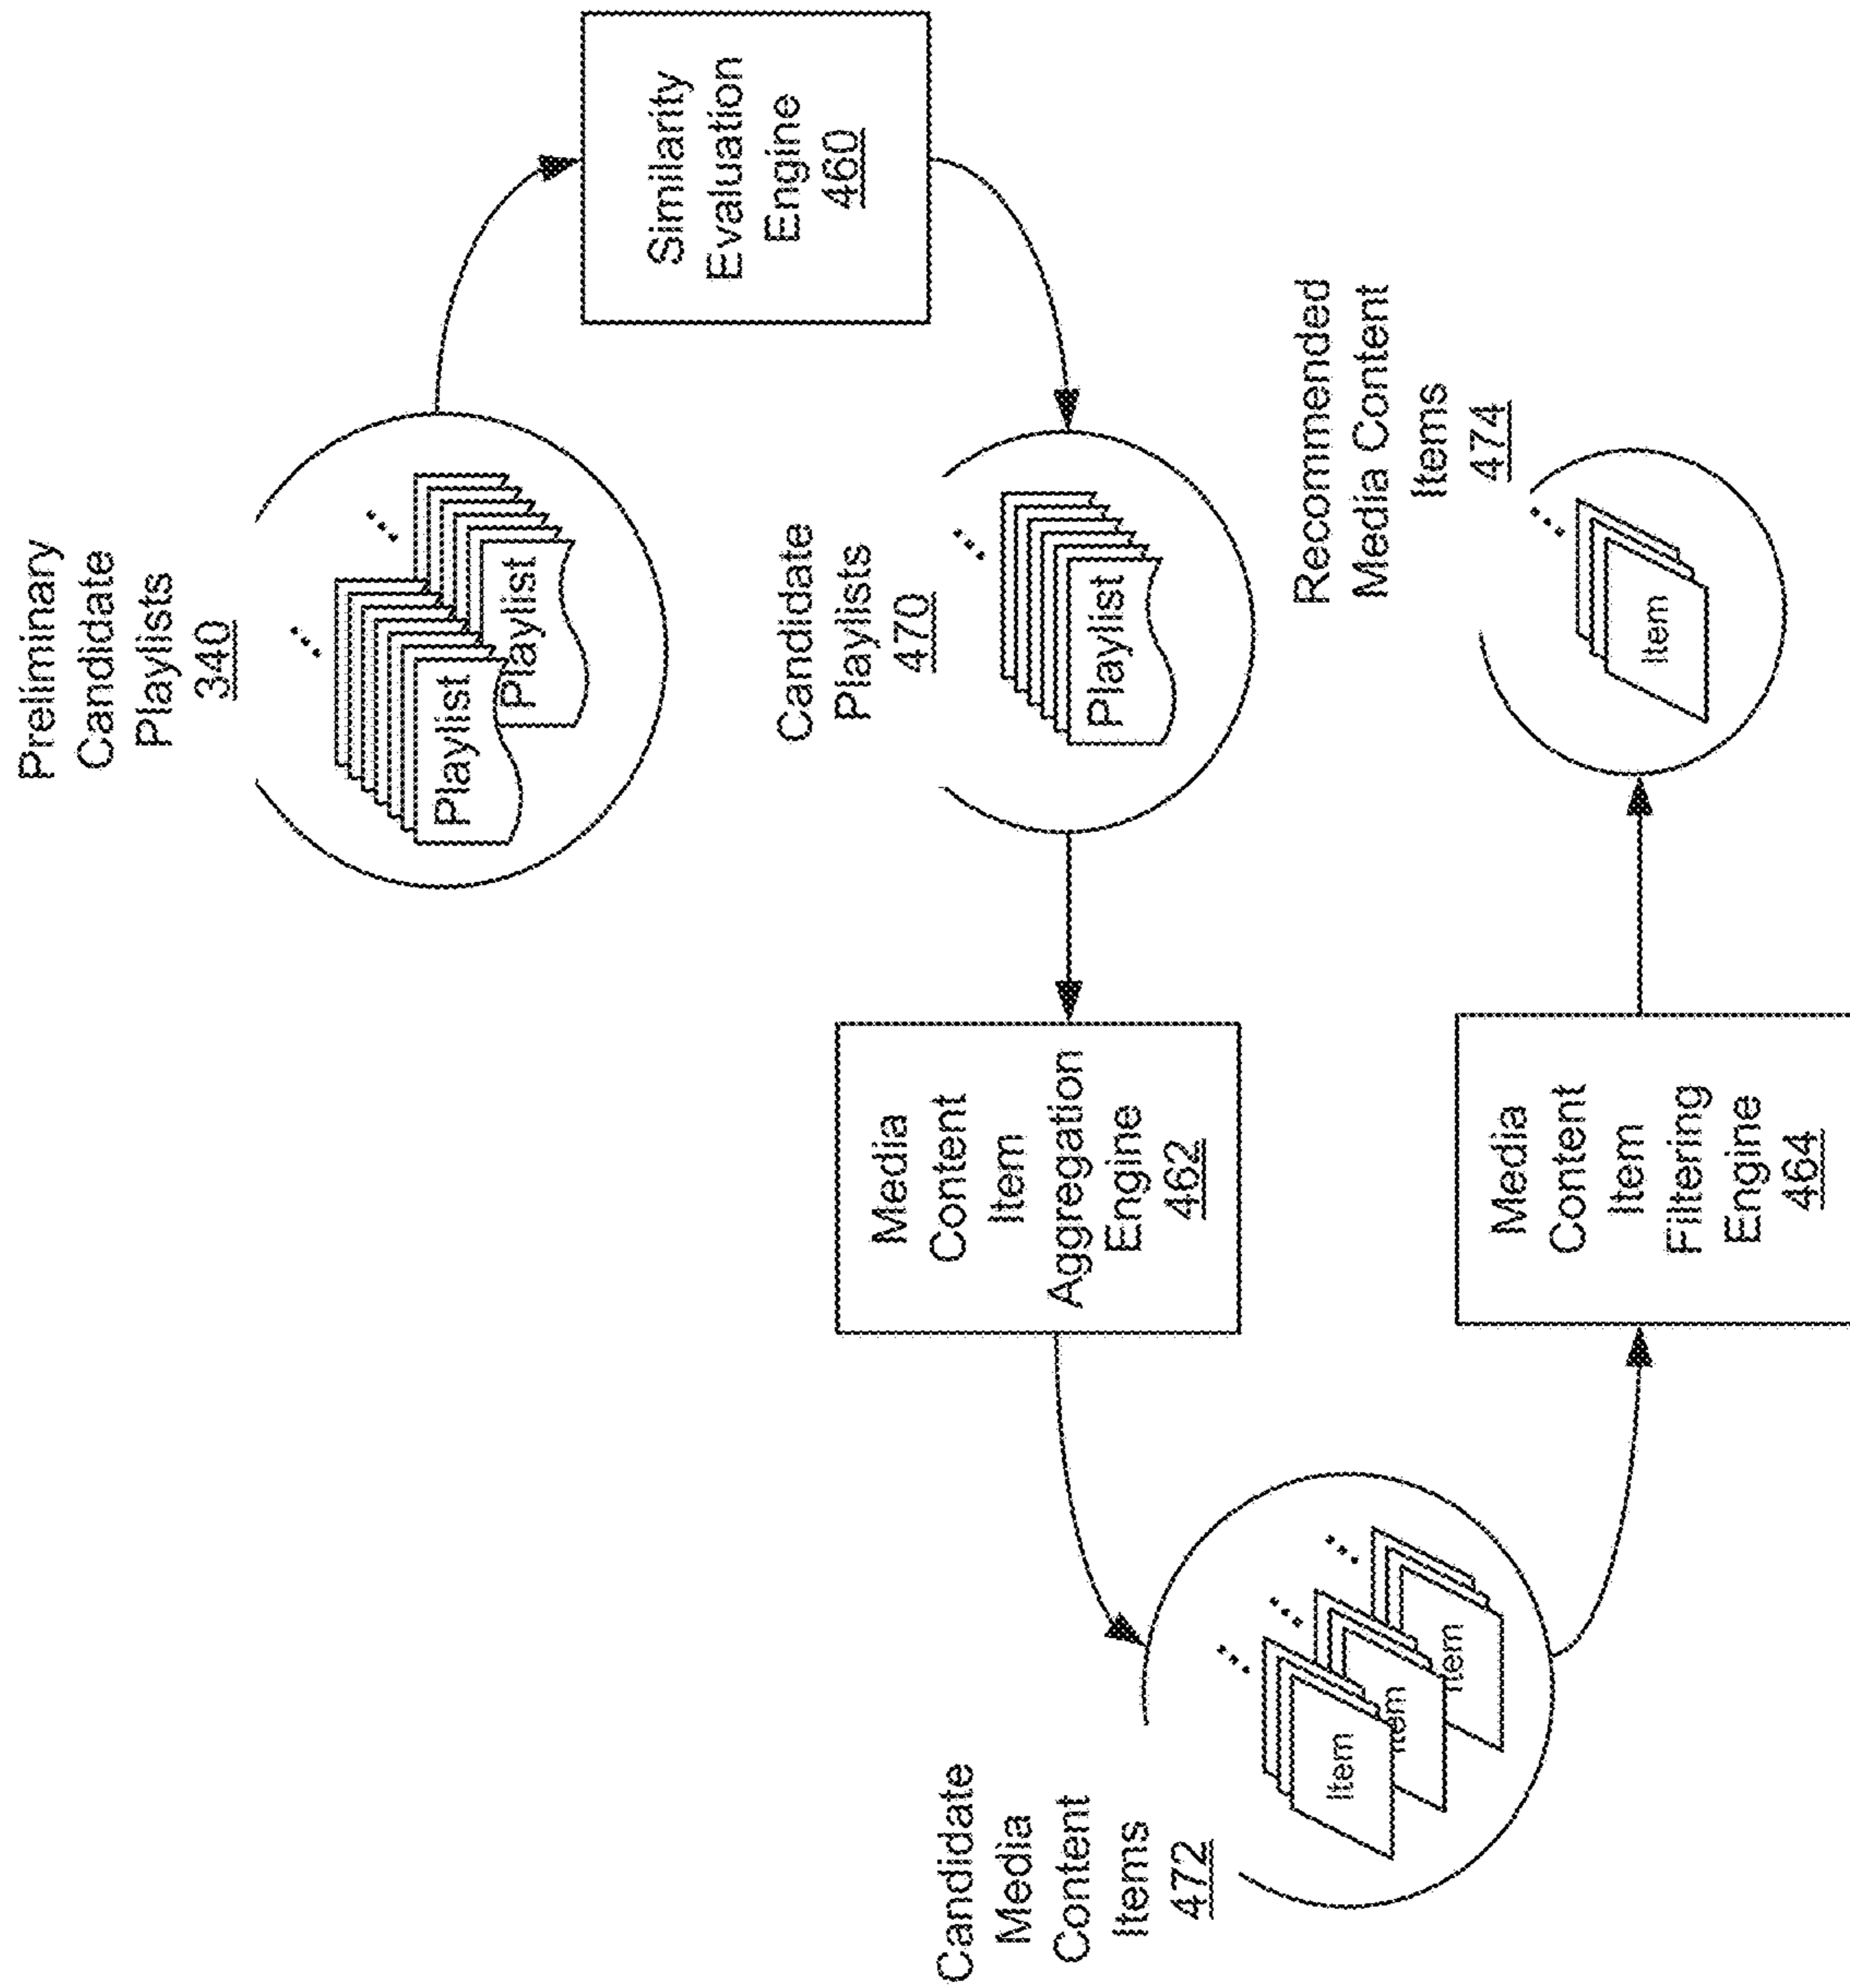 Preliminary
Candidate
Playlists
340
Playlist
Playlist
Similarity
Evaluation
Engine
460
Candidate
Playlists
470
Playlist
Media
Content
Item
Aggregation
Engine
462
Candidate
Media
Content
Items
472
Item
Item
Item
Media
Content
Item
Filtering
Engine
464
Recommended
Media Content
Items
474
Item